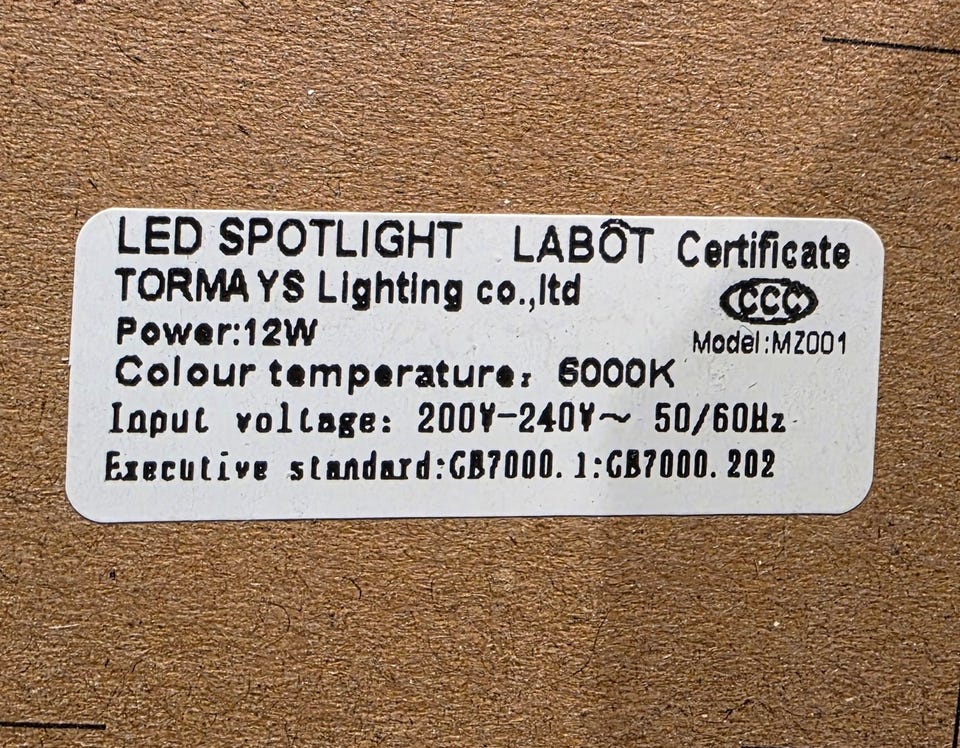 LED SPOTLIGHT LABÔT Certificate
TORMAYS Lighting co.,ltd
CCC
Power:12W
Model:MZ001
Colour temperature: 6000K
Input voltage: 200V-240V~ 50/60Hz
Executive standard:GB7000.1:GB7000.202